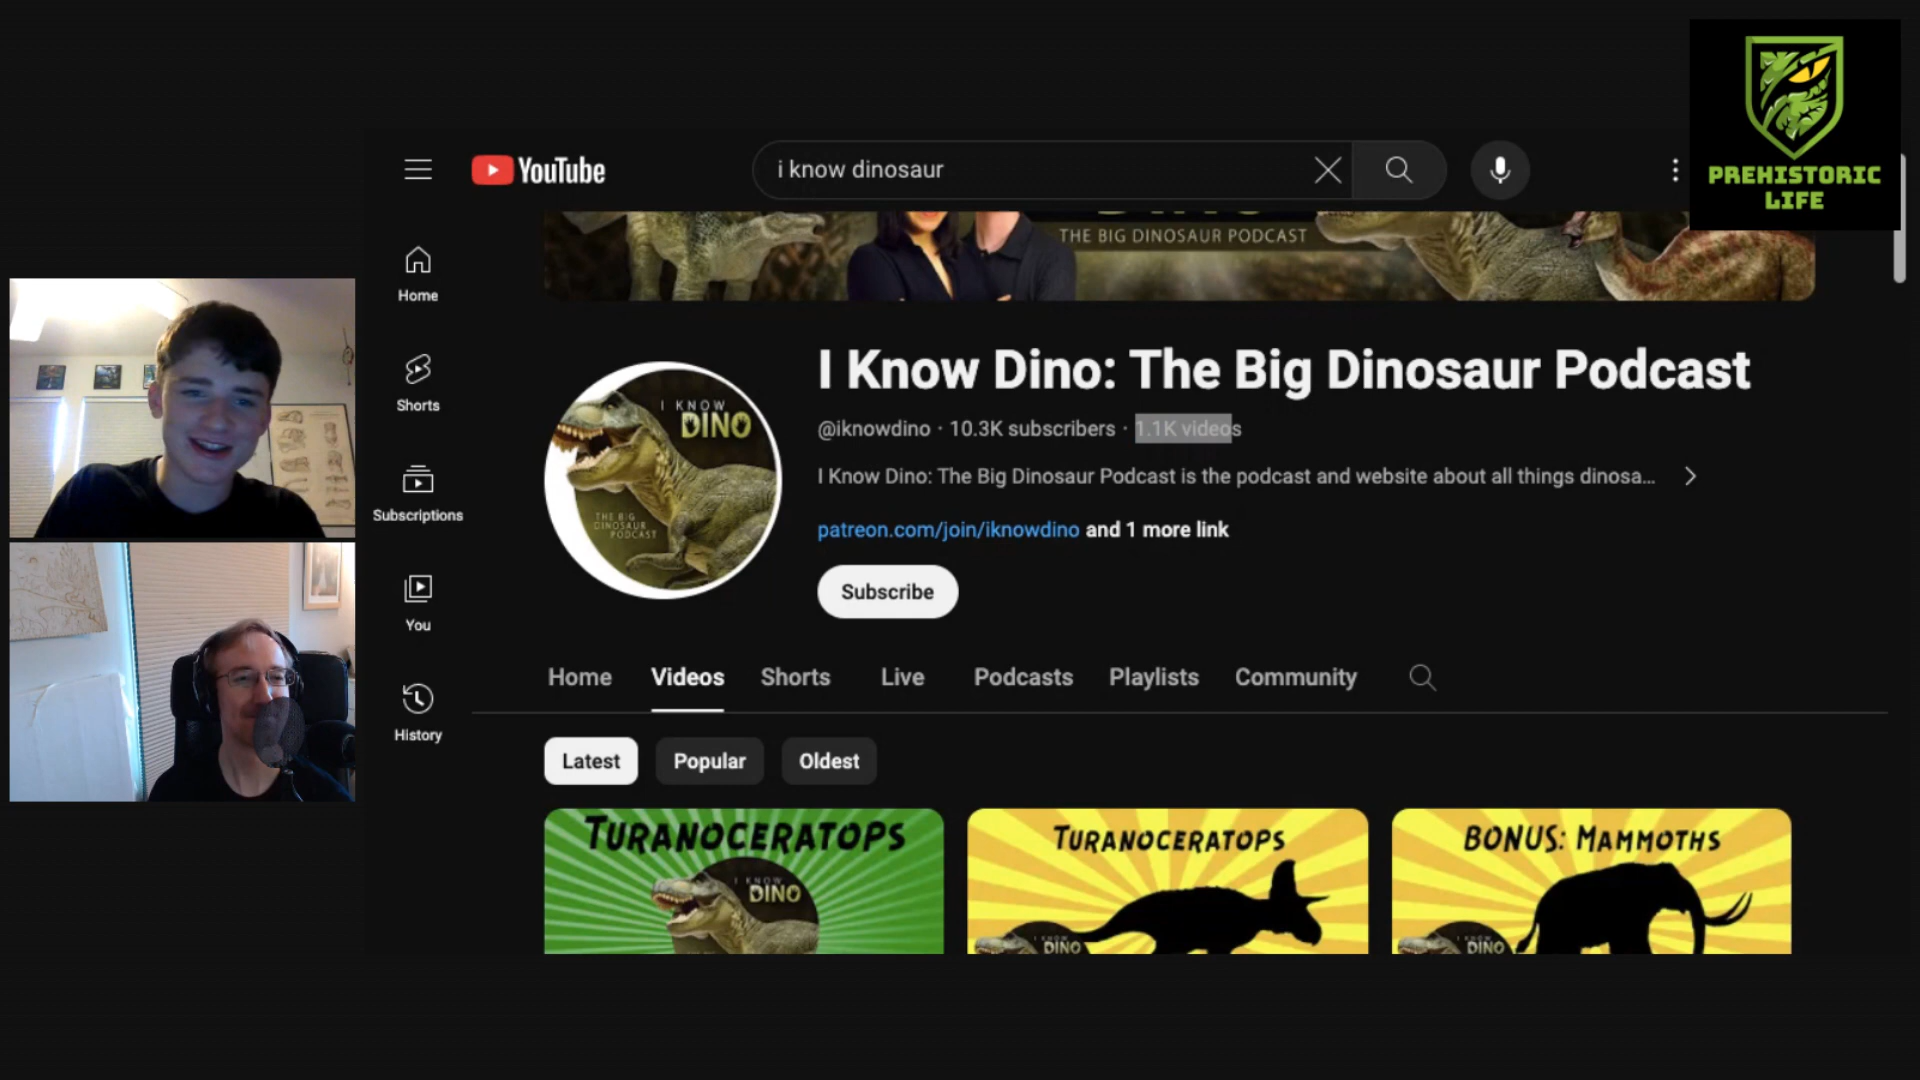 YouTube
i know dinosaur
PREHISTORIC
LIFE
THE BIG DINOSAUR PODCAST
Home
Shorts
Subscriptions
You
History
I KNOW
DINO
THE BIG
DINOSAUR
PODCAST
I Know Dino: The Big Dinosaur Podcast
@iknowdino · 10.3K subscribers · 1.1K videos
I Know Dino: The Big Dinosaur Podcast is the podcast and website about all things dinosa...
patreon.com/join/iknowdino and 1 more link
Subscribe
Home Videos Shorts Live Podcasts Playlists Community
Latest Popular Oldest
TURANOCERATOPS
I KNOW
DINO
TURANOCERATOPS
I KNOW
DINO
BONUS: MAMMOTHS
I KNOW
DINO